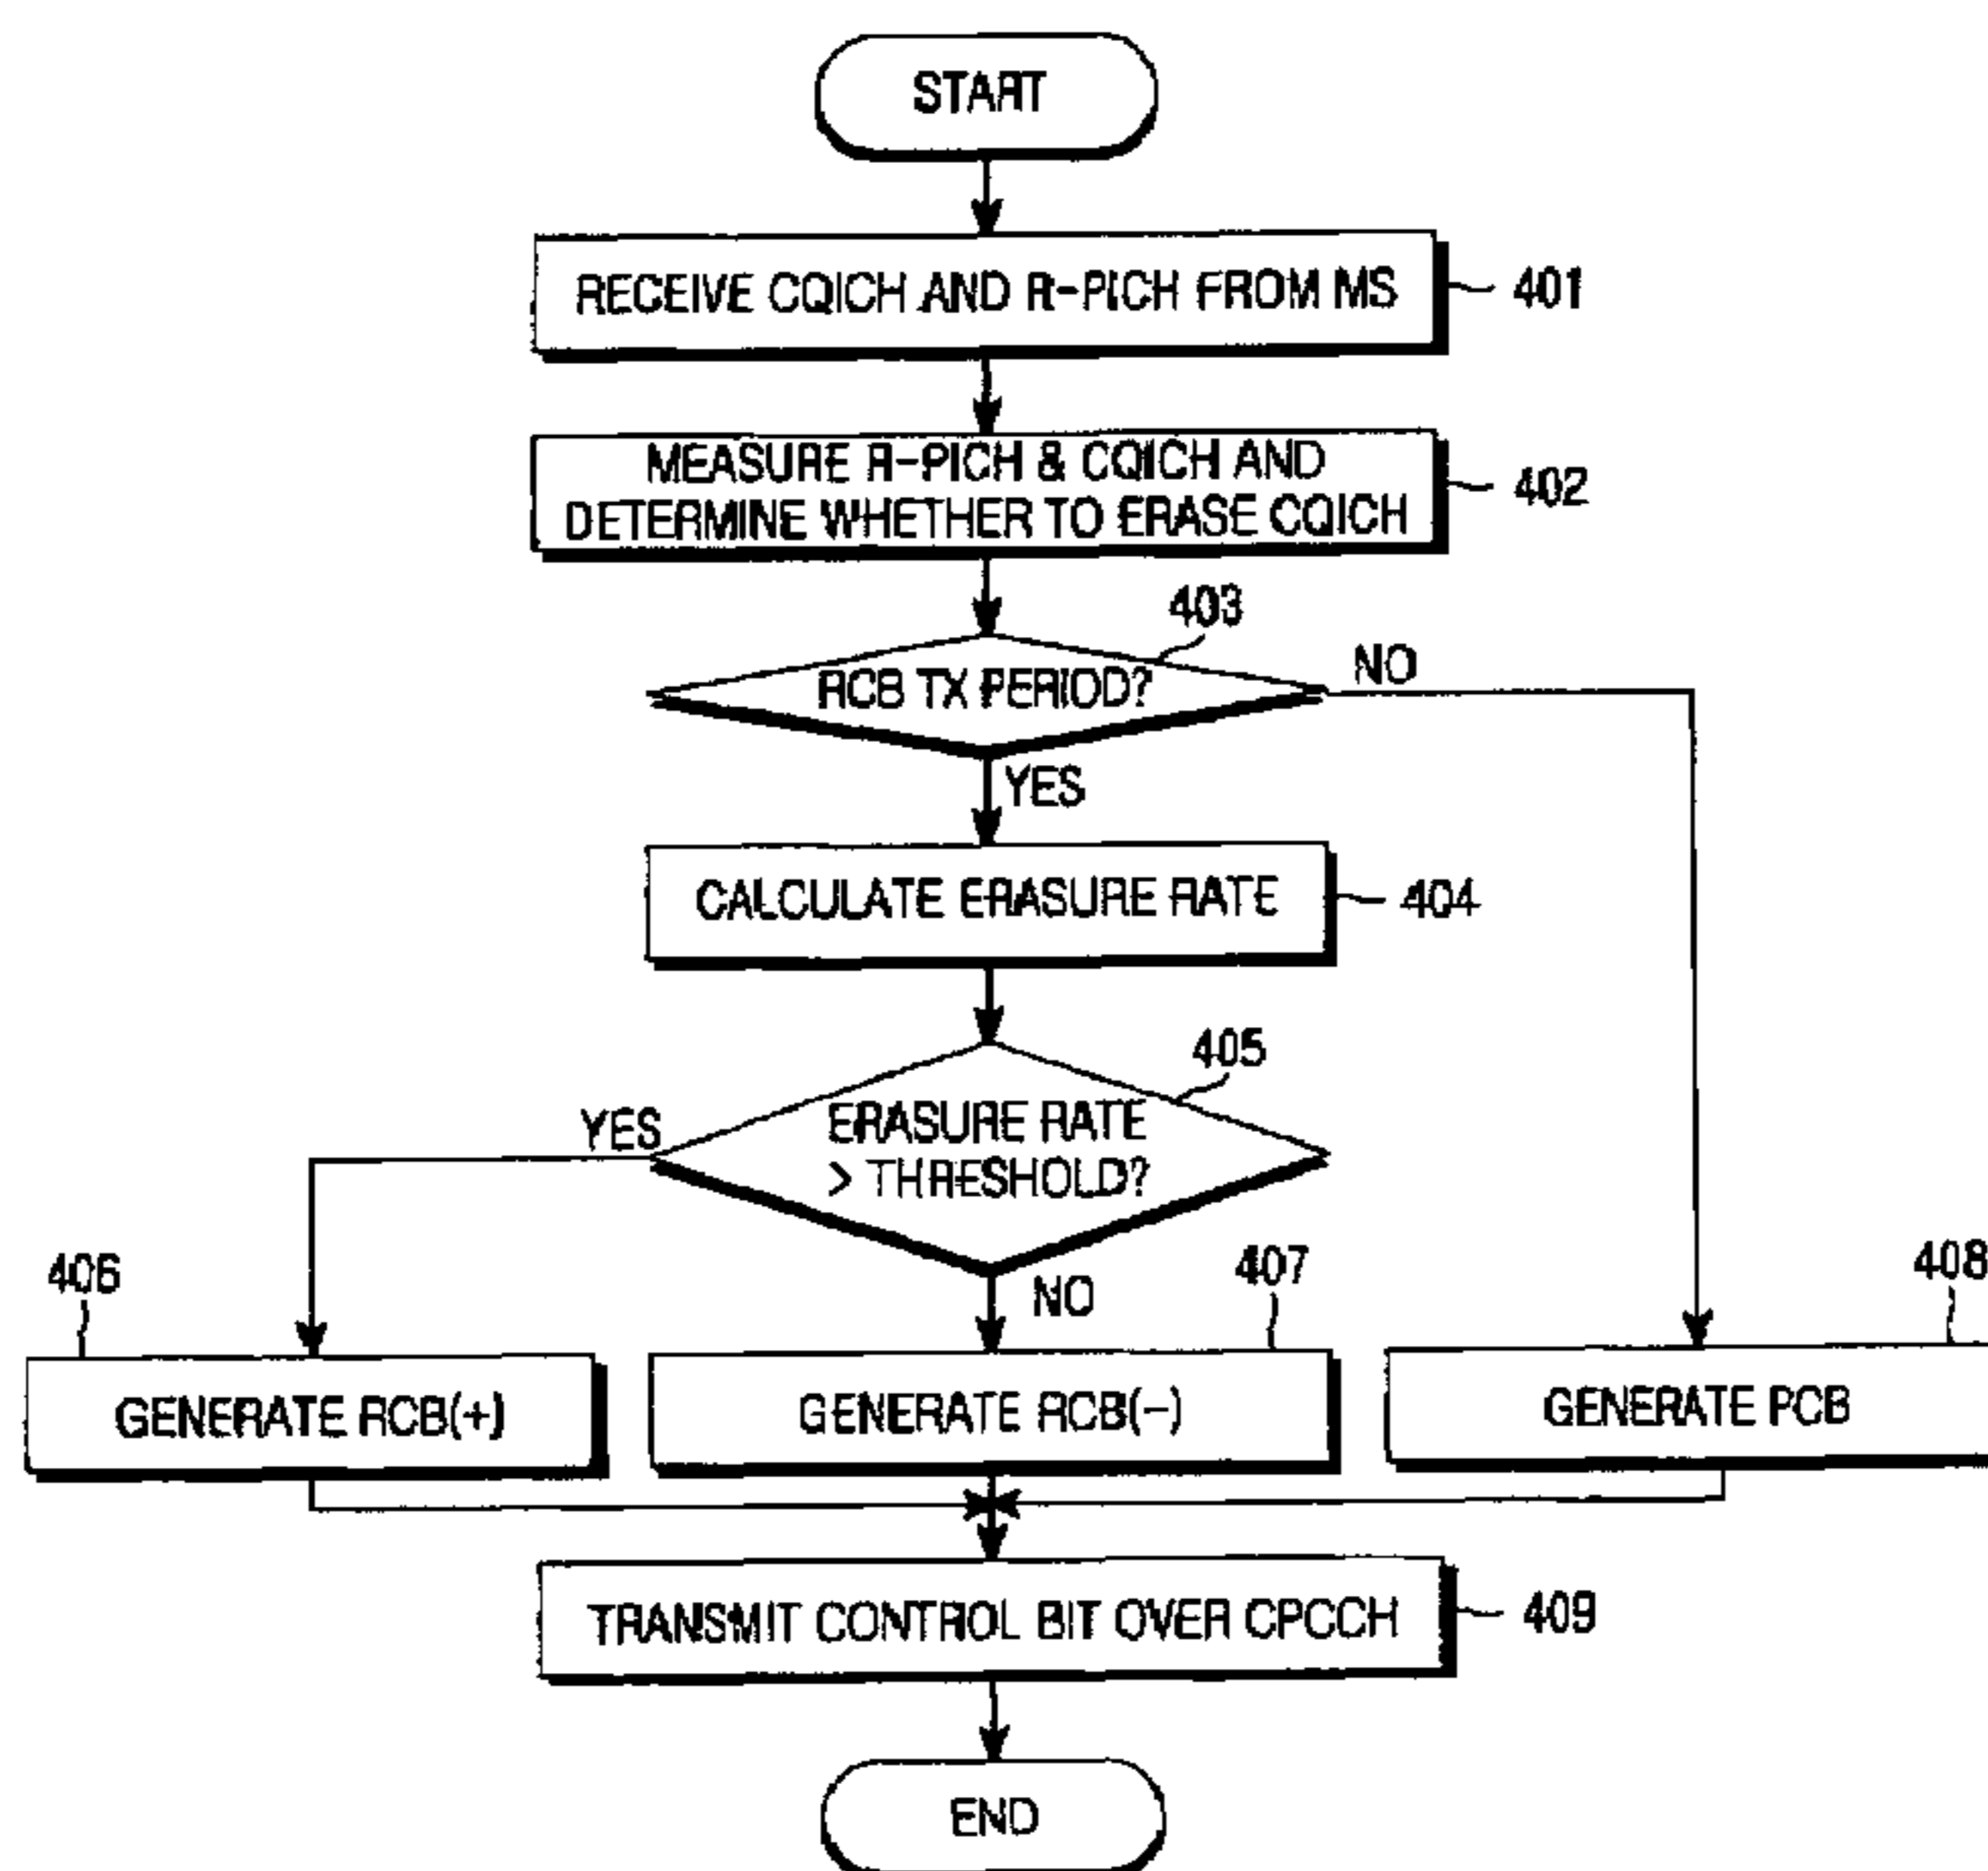 START
RECEIVE CQICH AND R-PICH FROM MS
401
MEASURE R-PICH & CQICH AND
DETERMINE WHETHER TO ERASE CQICH
402
403
RCB TX PERIOD?
NO
YES
CALCULATE ERASURE RATE
404
405
YES
ERASURE RATE
> THRESHOLD?
NO
406
407
408
GENERATE RCB(+)
GENERATE RCB(-)
GENERATE PCB
TRANSMIT CONTROL BIT OVER CPCCH
409
END